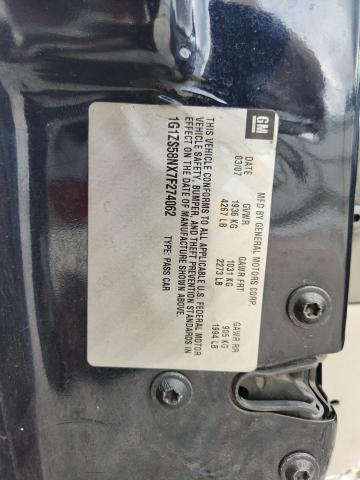 GM
MFD BY GENERAL MOTORS CORP.
DATE GVWR GAWR FRT GAWR RR
03/07 1936 KG 1031 KG 905 KG
4267 LB 2273 LB 1994 LB
THIS VEHICLE CONFORMS TO ALL APPLICABLE U.S. FEDERAL MOTOR
VEHICLE SAFETY, BUMPER, AND THEFT PREVENTION STANDARDS IN
EFFECT ON THE DATE OF MANUFACTURE SHOWN ABOVE.
1G1ZS58NX7F274062 TYPE: PASS CAR